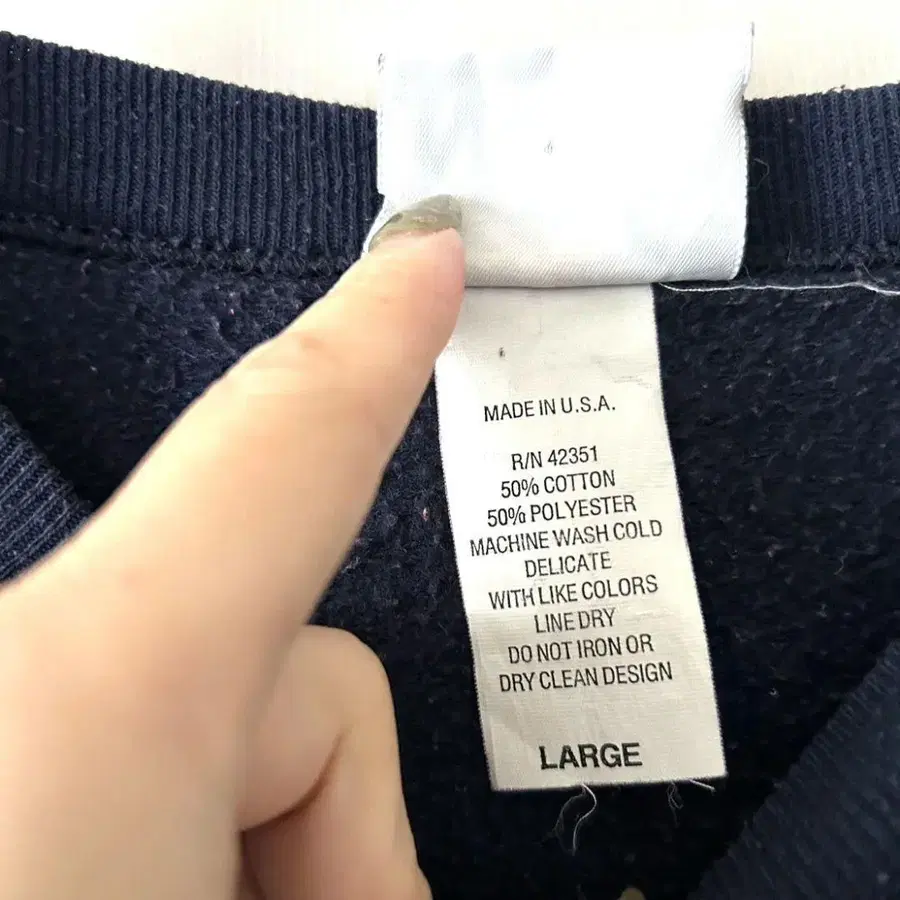 MADE IN U.S.A.
R/N 42351
50% COTTON
50% POLYESTER
MACHINE WASH COLD
DELICATE
WITH LIKE COLORS
LINE DRY
DO NOT IRON OR
DRY CLEAN DESIGN
LARGE